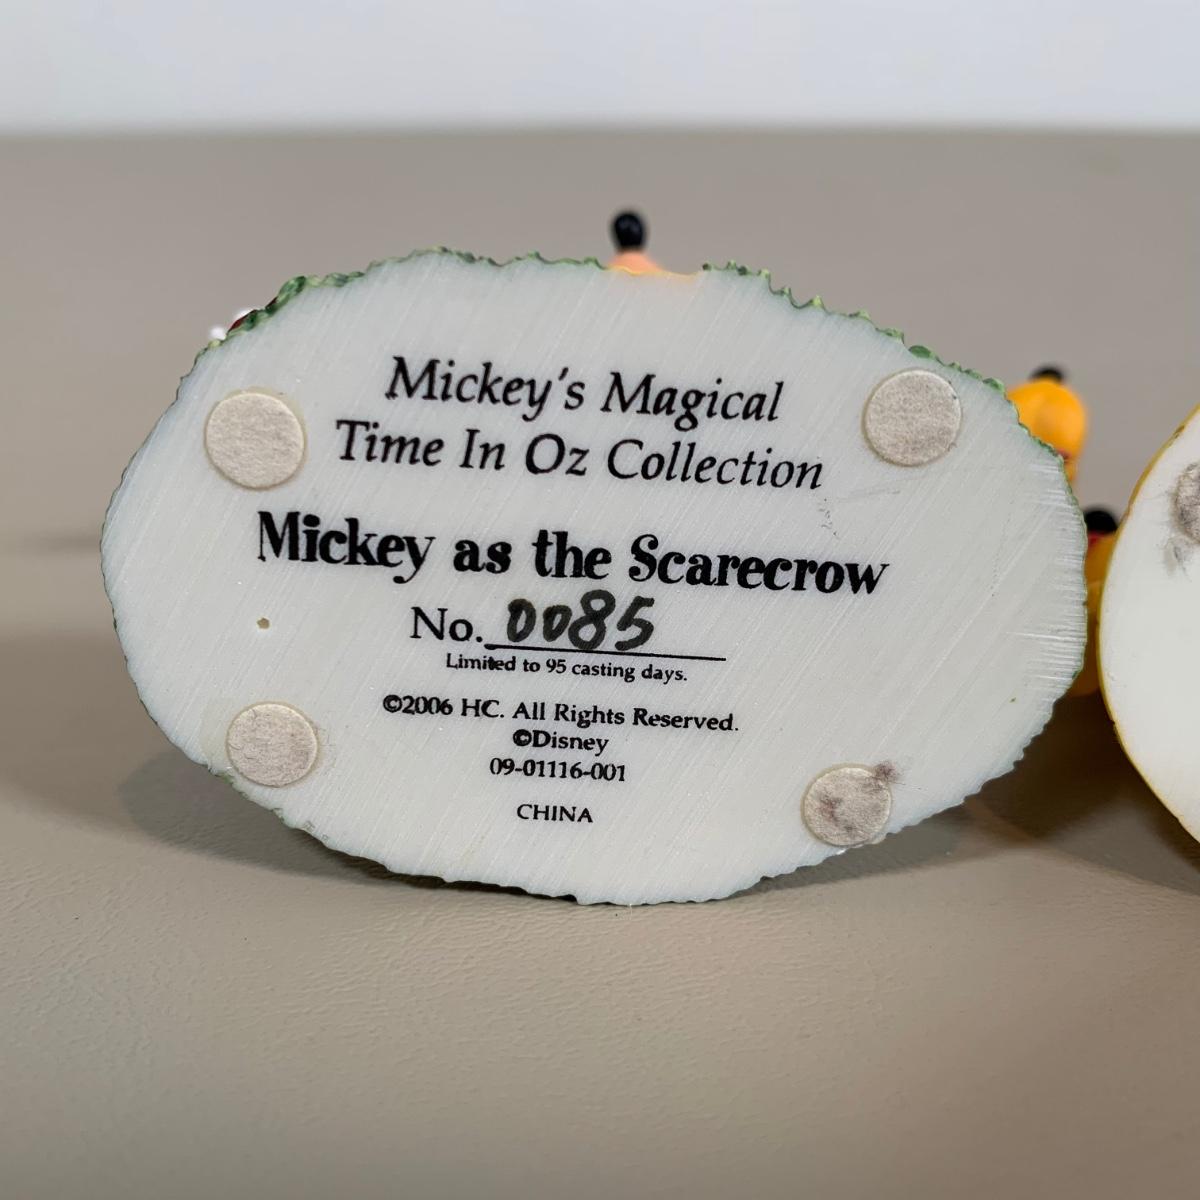 Mickey's Magical
Time In Oz Collection
Mickey as the Scarecrow
No. 0085
Limited to 95 casting days.
©2006 HC. All Rights Reserved.
©Disney
09-01116-001
CHINA